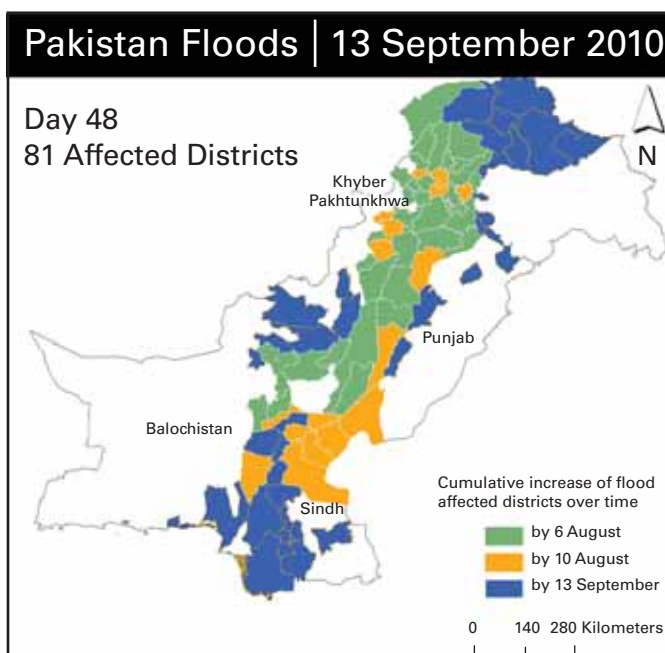 Pakistan Floods | 13 September 2010
Day 48
81 Affected Districts
N
Khyber
Pakhtunkhwa
Punjab
Balochistan
Sindh
Cumulative increase of flood
affected districts over time
by 6 August
by 10 August
by 13 September
0 140 280 Kilometers